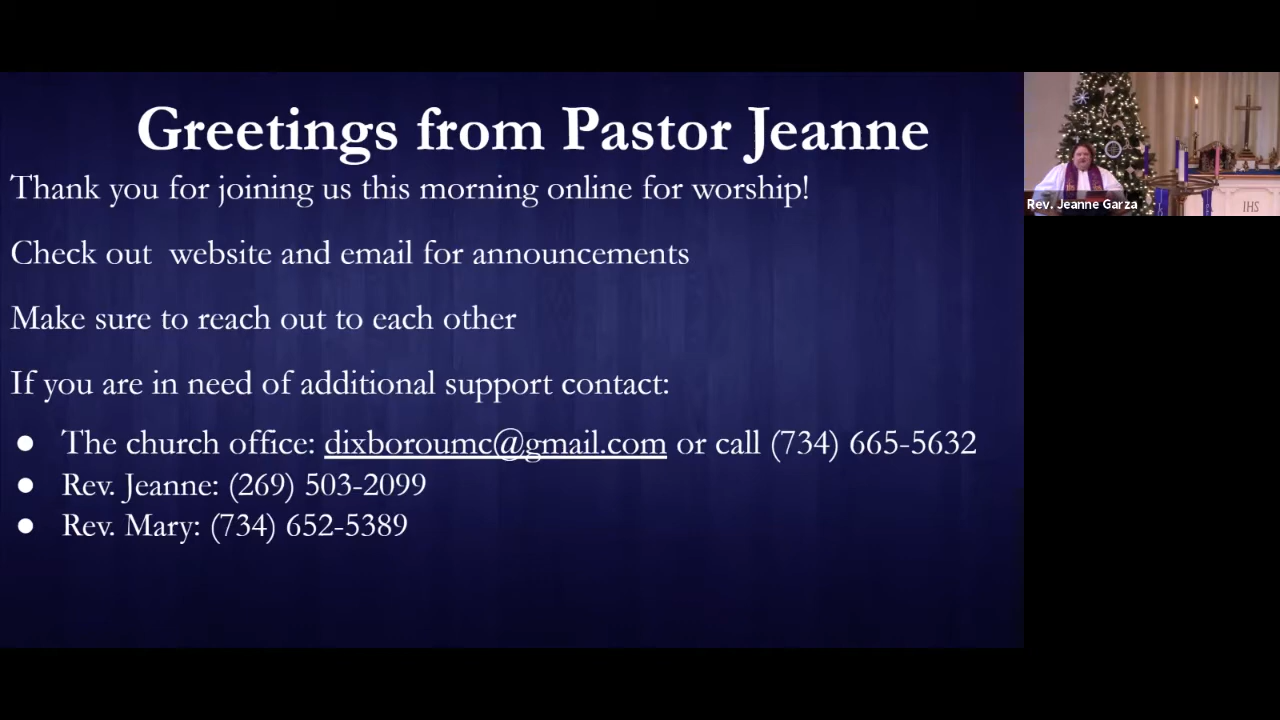 Greetings from Pastor Jeanne
Thank you for joining us this morning online for worship!
Check out  website and email for announcements
Make sure to reach out to each other
If you are in need of additional support contact:
● The church office: dixboroumc@gmail.com or call (734) 665-5632
● Rev. Jeanne: (269) 503-2099
● Rev. Mary: (734) 652-5389
Rev. Jeanne Garza
IHS